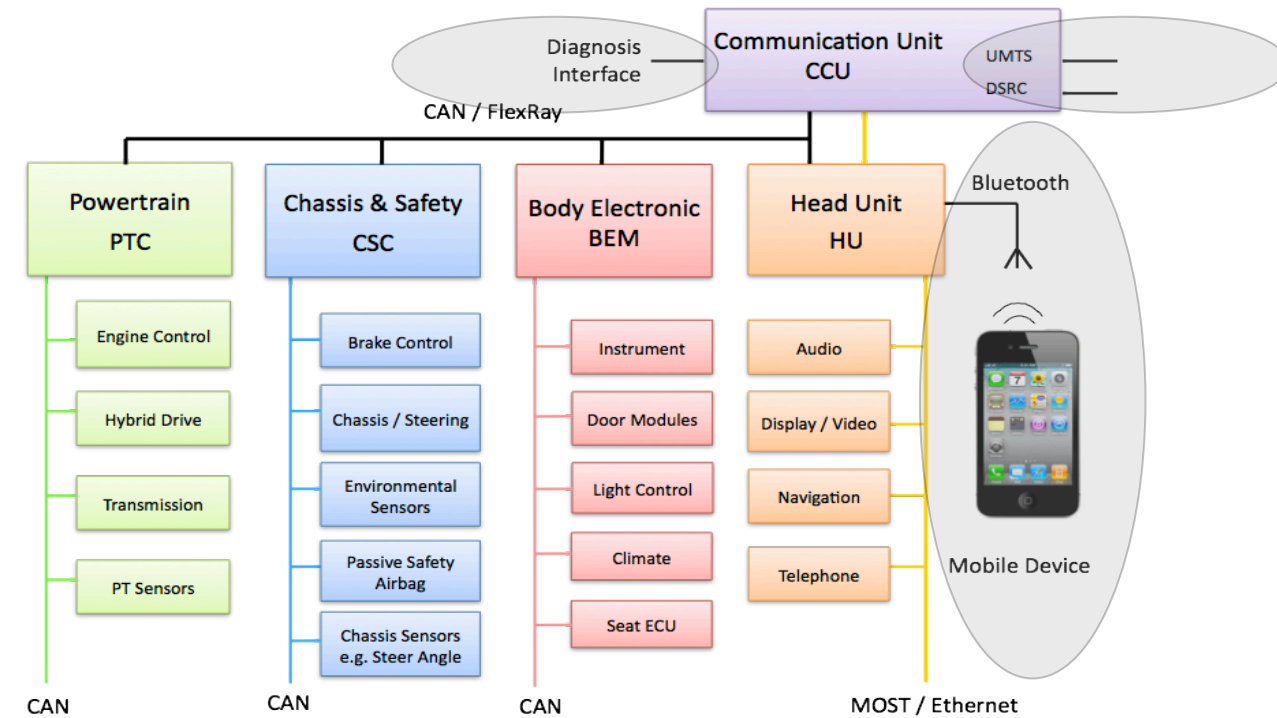 Communication Unit
CCU
Diagnosis
Interface
UMTS
DSRC
CAN / FlexRay
Powertrain
PTC
Chassis & Safety
CSC
Body Electronic
BEM
Head Unit
HU
Bluetooth
Engine Control
Hybrid Drive
Transmission
PT Sensors
Brake Control
Chassis / Steering
Environmental
Sensors
Passive Safety
Airbag
Chassis Sensors
e.g. Steer Angle
Instrument
Door Modules
Light Control
Climate
Seat ECU
Audio
Display / Video
Navigation
Telephone
7
Mobile Device
CAN
CAN
CAN
MOST / Ethernet